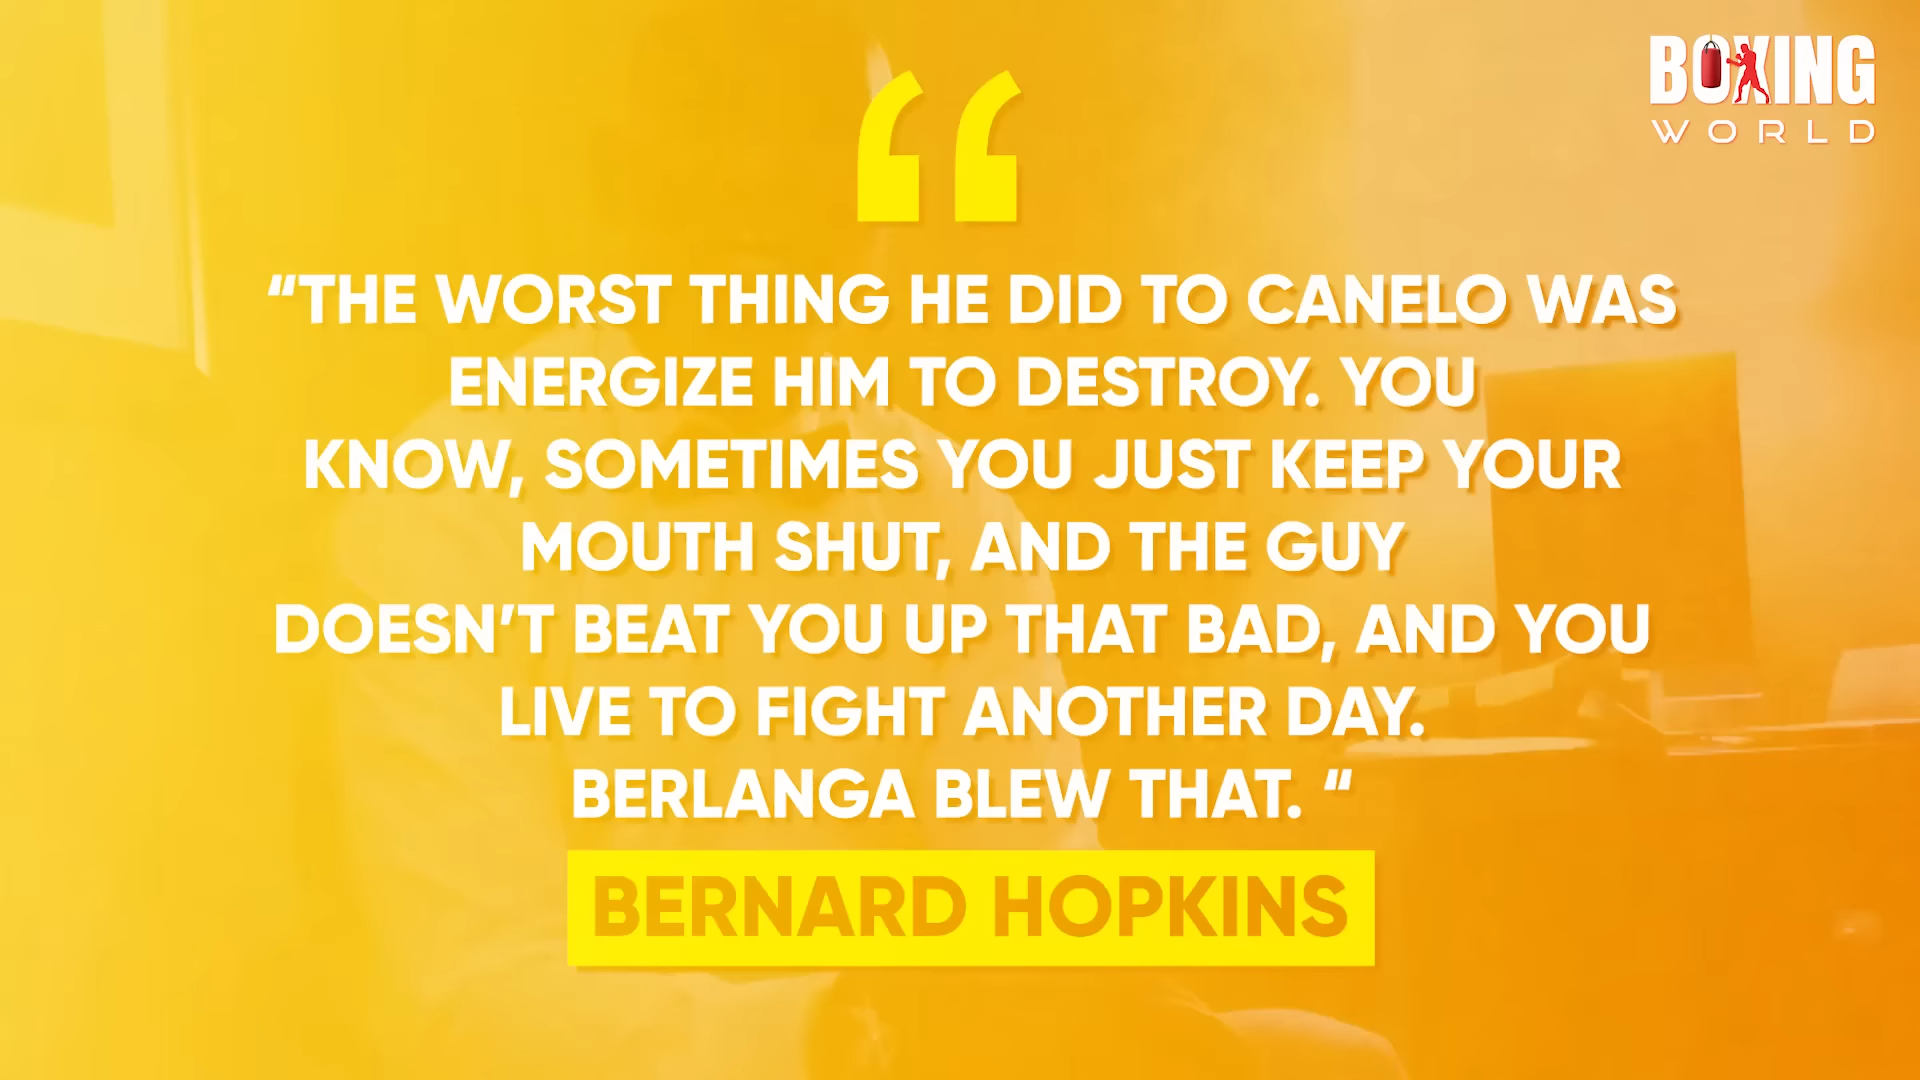 BOXING
WORLD
“THE WORST THING HE DID TO CANELO WAS
ENERGIZE HIM TO DESTROY. YOU
KNOW, SOMETIMES YOU JUST KEEP YOUR
MOUTH SHUT, AND THE GUY
DOESN’T BEAT YOU UP THAT BAD, AND YOU
LIVE TO FIGHT ANOTHER DAY.
BERLANGA BLEW THAT. “
BERNARD HOPKINS